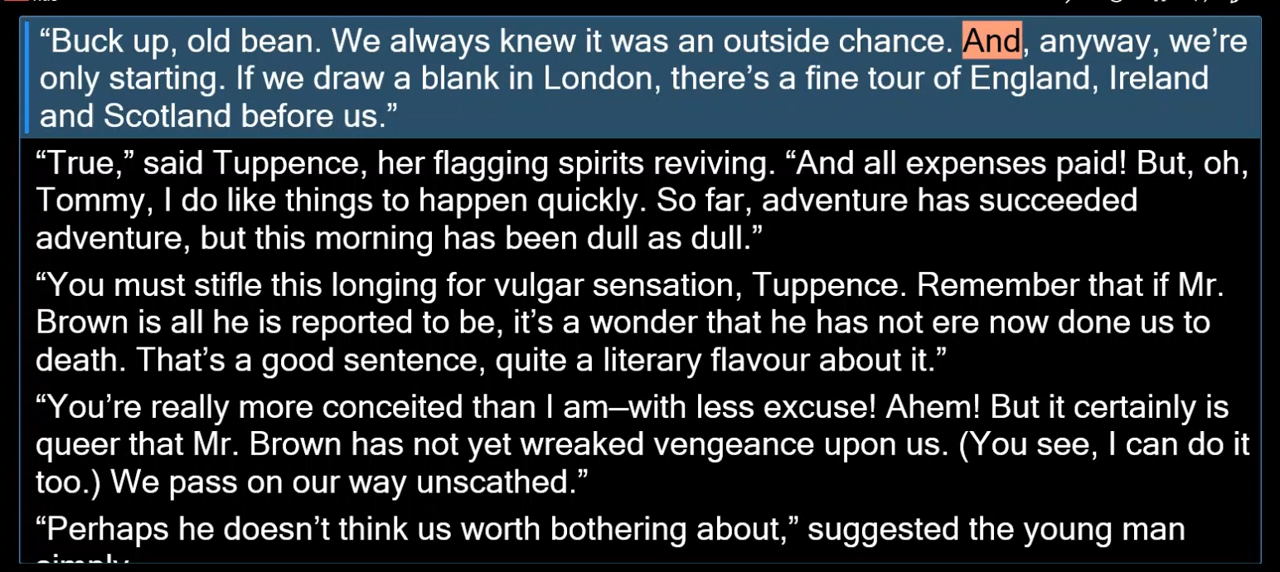 “Buck up, old bean. We always knew it was an outside chance. And, anyway, we’re
only starting. If we draw a blank in London, there’s a fine tour of England, Ireland
and Scotland before us.”
“True,” said Tuppence, her flagging spirits reviving. “And all expenses paid! But, oh,
Tommy, I do like things to happen quickly. So far, adventure has succeeded
adventure, but this morning has been dull as dull.”
“You must stifle this longing for vulgar sensation, Tuppence. Remember that if Mr.
Brown is all he is reported to be, it’s a wonder that he has not ere now done us to
death. That’s a good sentence, quite a literary flavour about it.”
“You’re really more conceited than I am—with less excuse! Ahem! But it certainly is
queer that Mr. Brown has not yet wreaked vengeance upon us. (You see, I can do it
too.) We pass on our way unscathed.”
“Perhaps he doesn’t think us worth bothering about,” suggested the young man
simply.